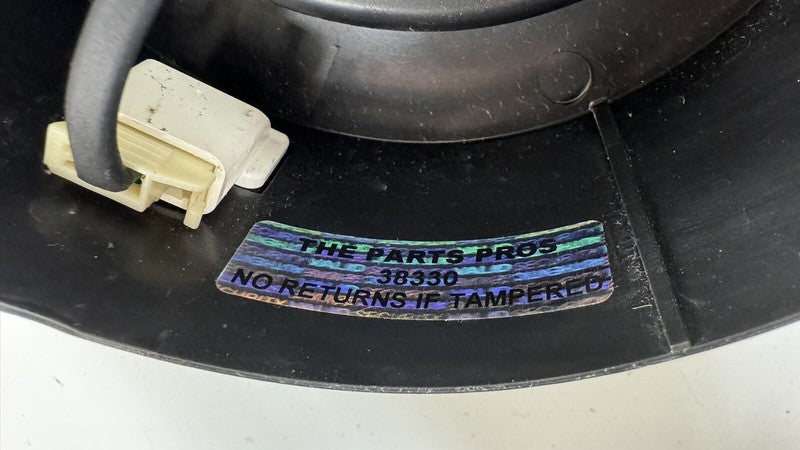 THE PARTS PROS
38330
NO RETURNS IF TAMPERED